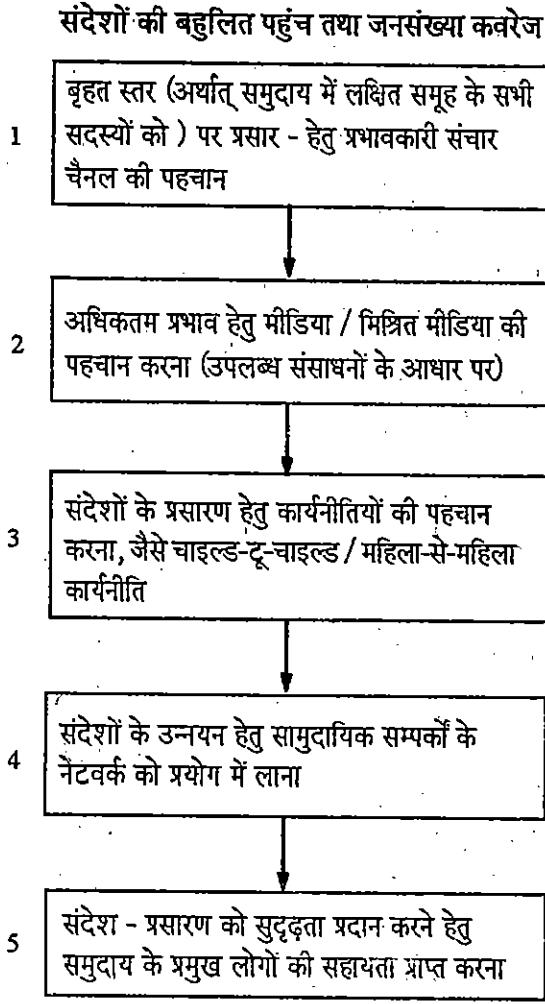 संदेशों की बहुलित पहुंच तथा जनसंख्या कवरेज
बृहत स्तर (अर्थात् समुदाय में लक्षित समूह के सभी
1 सदस्यों को ) पर प्रसार - हेतु प्रभावकारी संचार
चैनल की पहचान
अधिकतम प्रभाव हेतु मीडिया / मिश्रित मीडिया की
2 पहचान करना (उपलब्ध संसाधनों के आधार पर)
संदेशों के प्रसारण हेतु कार्यनीतियों की पहचान
3 करना, जैसे चाइल्ड-टू-चाइल्ड / महिला-से-महिला
कार्यनीति
संदेशों के उन्नयन हेतु सामुदायिक सम्पर्कों के
4 नेटवर्क को प्रयोग में लाना
संदेश - प्रसारण को सुदृढ़ता प्रदान करने हेतु
5 समुदाय के प्रमुख लोगों की सहायता प्राप्त करना